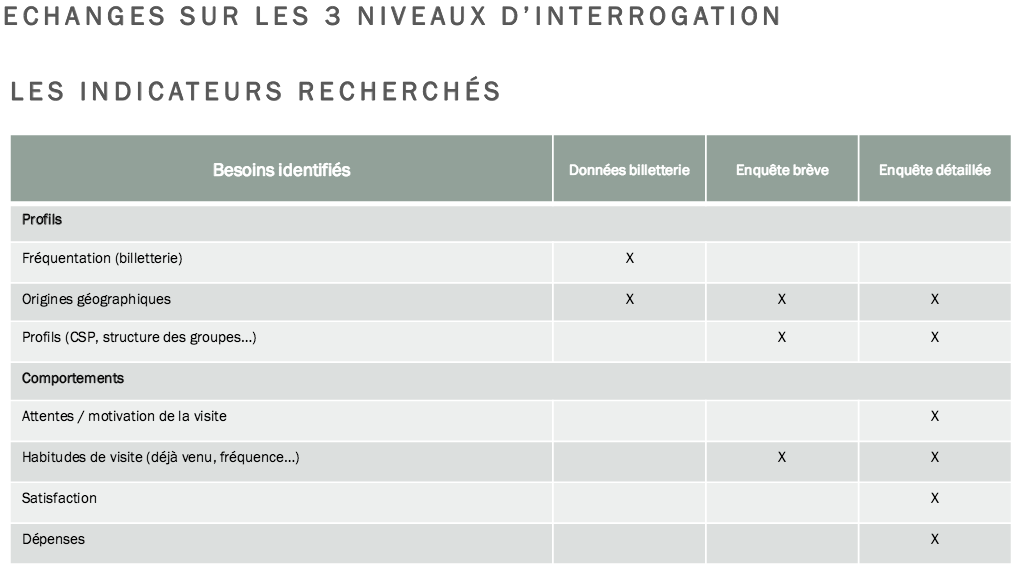 ECHANGES SUR LES 3 NIVEAUX D'INTERROGATION
LES INDICATEURS RECHERCHÉS
Besoins identifiés Données billetterie Enquête brève Enquête détaillée
Profils
Fréquentation (billetterie) X
Origines géographiques X X X
Profils (CSP, structure des groupes...) X X
Comportements
Attentes / motivation de la visite X
Habitudes de visite (déjà venu, fréquence...) X X
Satisfaction X
Dépenses X